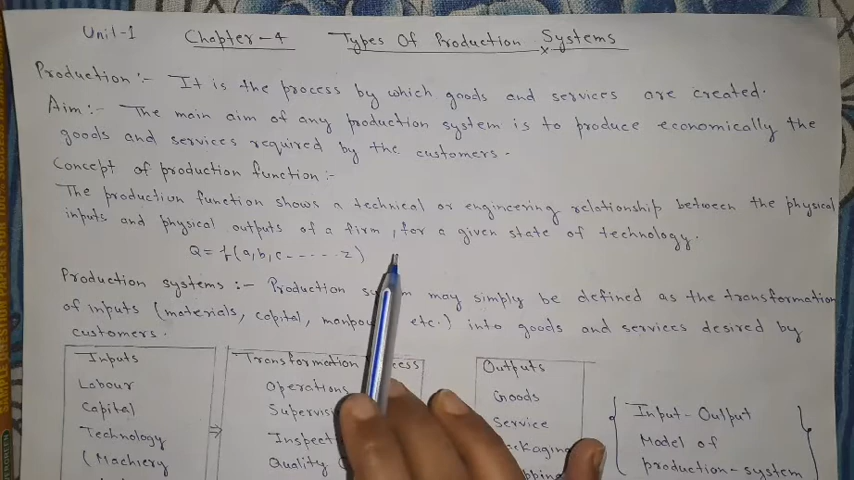 Unit-1 Chapter-4 Types Of Production Systems
Production:- It is the process by which goods and services are created.
Aim:- The main aim of any production system is to produce economically the
goods and services required by the customers.
Concept of production function:-
The production function shows a technical or engineering relationship between the physical
inputs and physical outputs of a firm, for a given state of technology.
Q = f(a,b,c-----z)
Production systems:- Production may simply be defined as the transformation
of inputs (materials, capital, etc.) into goods and services desired by
customers.
Inputs
Labour
Capital
Technology
(Machiery
Transformation
Operations
Quality
Outputs
Goods
Service
Input-Output
Model of
production-system